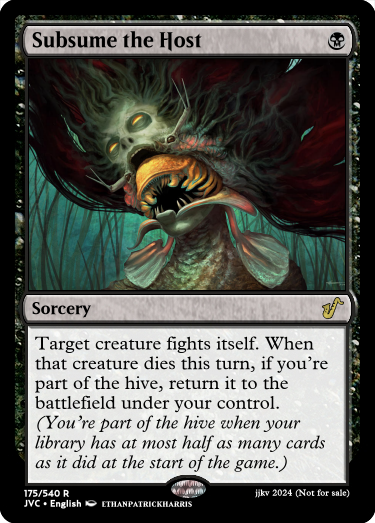 Subsume the Host
Sorcery
Target creature fights itself. When
that creature dies this turn, if you're
part of the hive, return it to the
battlefield under your control.
(You're part of the hive when your
library has at most half as many cards
as it did at the start of the game.)
175/540 R
JVC • English ETHANPATRICKHARRIS
jjkv 2024 (Not for sale)